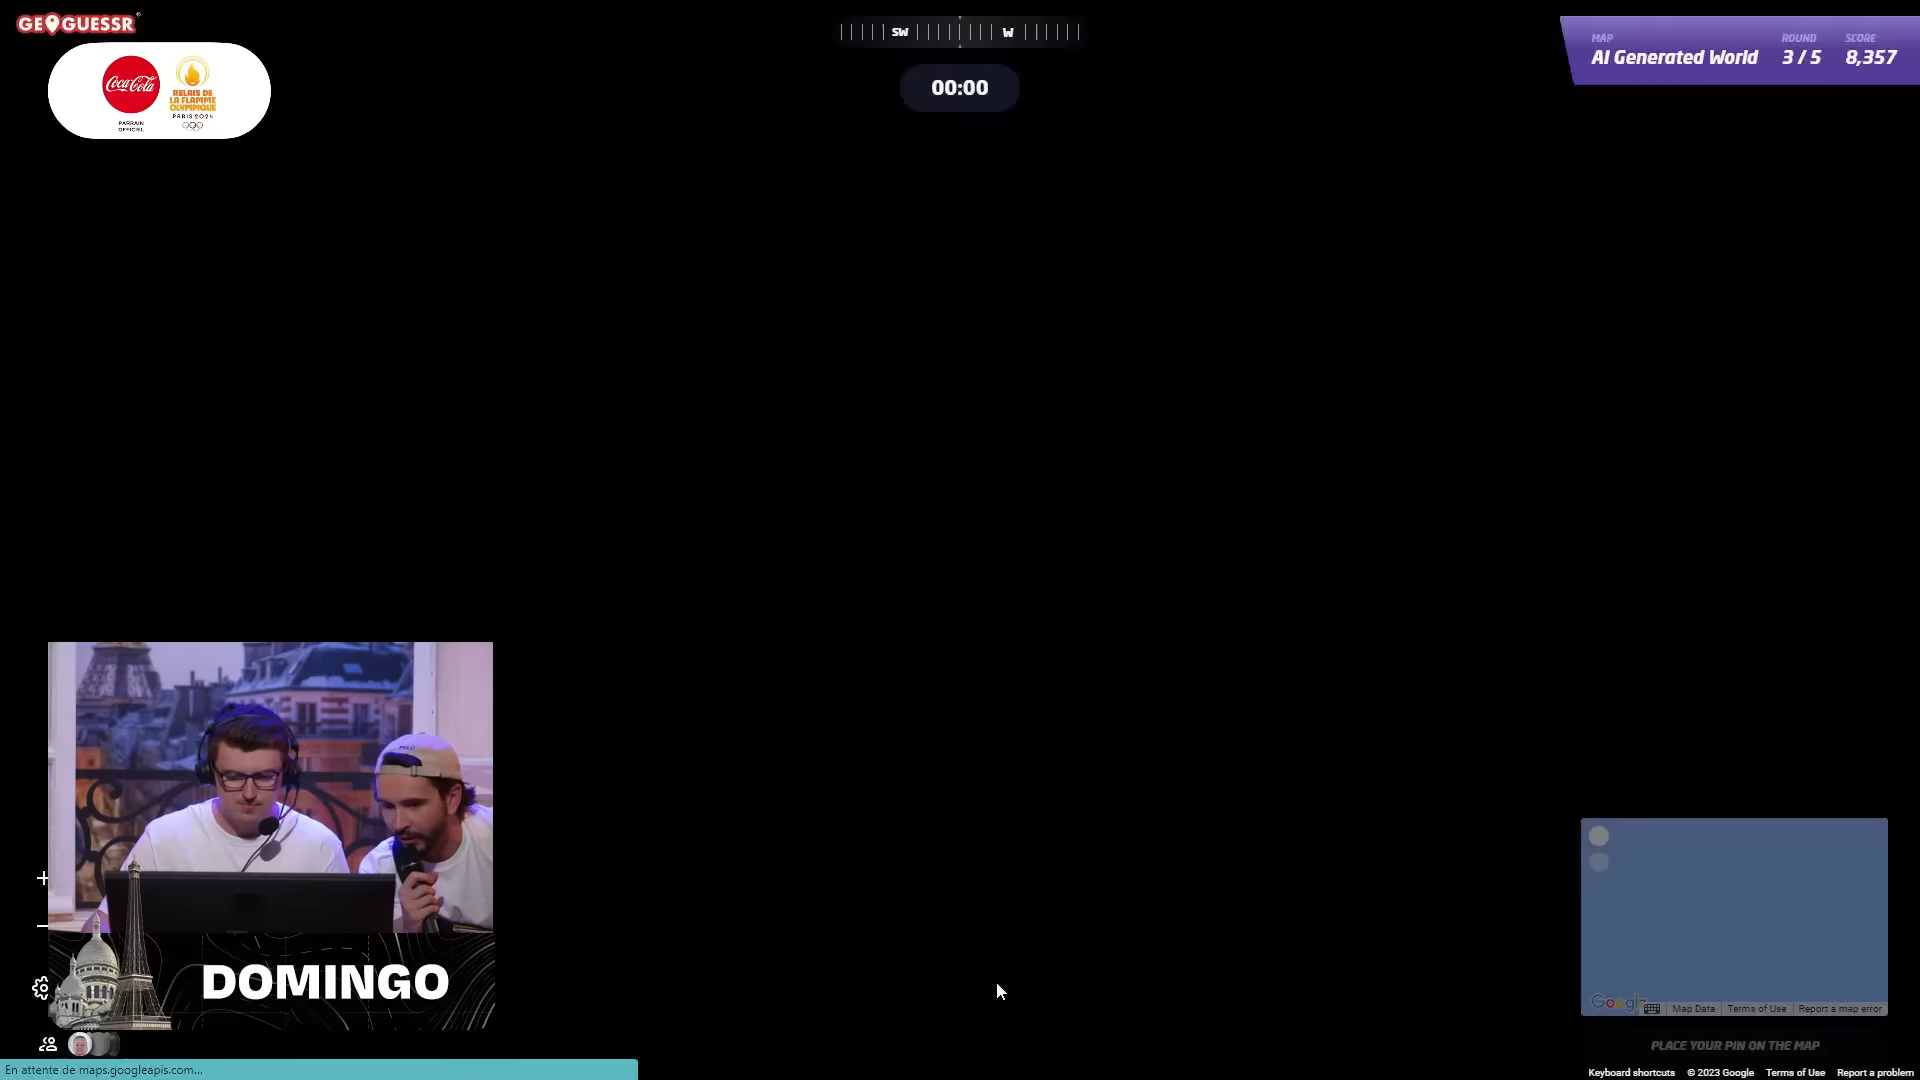 GEOGUESSR
SW
W
00:00
MAP
ROUND
SCORE
AI Generated World
3 / 5
8,357
Coca-Cola
PARRAIN
OFFICIEL
RELAIS DE
LA FLAMME
OLYMPIQUE
PARIS 2024
DOMINGO
Google
Map Data
Terms of Use
Report a map error
PLACE YOUR PIN ON THE MAP
En attente de maps.googleapis.com...
Keyboard shortcuts
© 2023 Google
Terms of Use
Report a problem